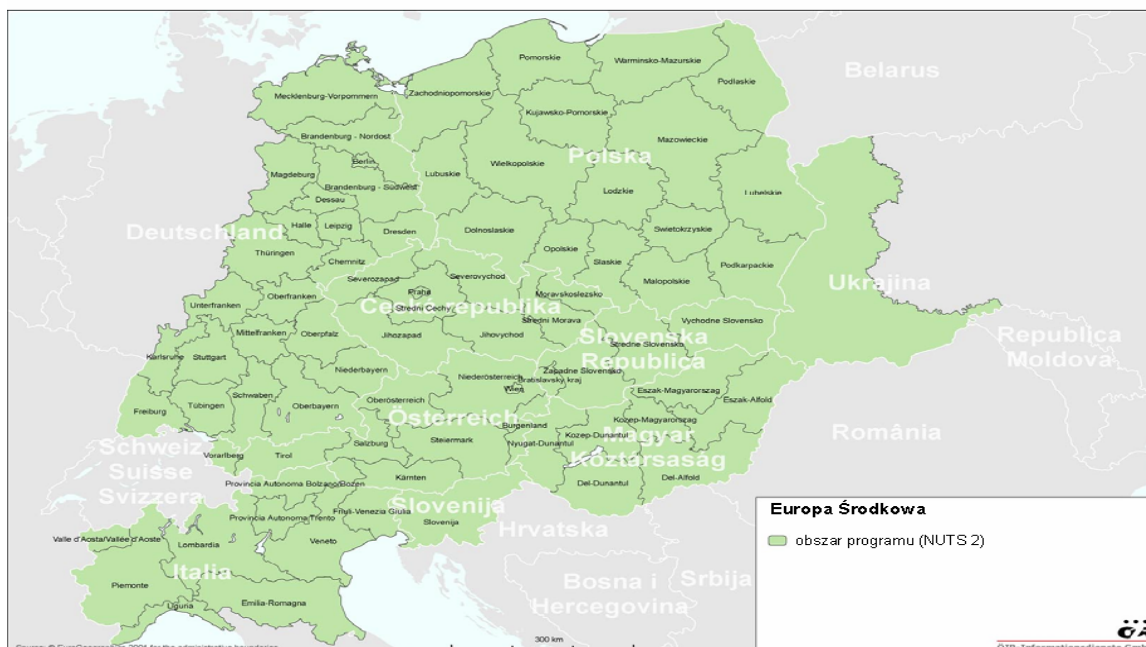 Belarus
Pomorskie
Warminsko-Mazurskie
Podlaskie
Mecklenburg-Vorpommern
Zachodniopomorskie
Kujawsko-Pomorskie
Brandenburg - Nordost
Mazowieckie
Berlin
Wielkopolskie
Polska
Magdeburg
Lubuskie
Brandenburg - Südwest
Lodzkie
Lubelskie
Dessau
Deutschland
Halle
Leipzig
Dresden
Dolnoslaskie
Swietokrzyskie
Thüringen
Chemnitz
Opolskie
Slaskie
Podkarpackie
Malopolskie
Ukrajina
Severozapad
Severovychod
Praha
Oberfranken
Unterfranken
Česká republika
Stredni Cechy
Moravskoslezsko
Stredni Morava
Vychodne Slovensko
Republica
Moldova
Mittelfranken
Oberpfalz
Jihozapad
Jihovychod
Slovenska
Republica
Stredne Slovensko
Karlsruhe
Stuttgart
Niederbayern
Niederösterreich
Zapadne Slovensko
Bratislavský kraj
Wien
Schwaben
Oberbayern
Oberösterreich
Eszak-Magyarorszag
Eszak-Alfold
Freiburg
Tübingen
Österreich
Burgenland
Kozep-Magyarorszag
Kozep-Dunantul
Magyar
Köztársaság
România
Schweiz
Suisse
Svizzera
Vorarlberg
Tirol
Salzburg
Steiermark
Nyugat-Dunantul
Provincia Autonoma Bolzano/Bozen
Kärnten
Del-Dunantul
Del-Alfold
Slovenija
Provincia Autonoma Trento
Friuli-Venezia Giulia
Slovenija
Hrvatska
Valle d'Aosta/Vallée d'Aoste
Lombardia
Veneto
Italia
Piemonte
Liguria
Emilia-Romagna
Bosna i
Hercegovina
Srbija
300 km
Europa Środkowa
obszar programu (NUTS 2)